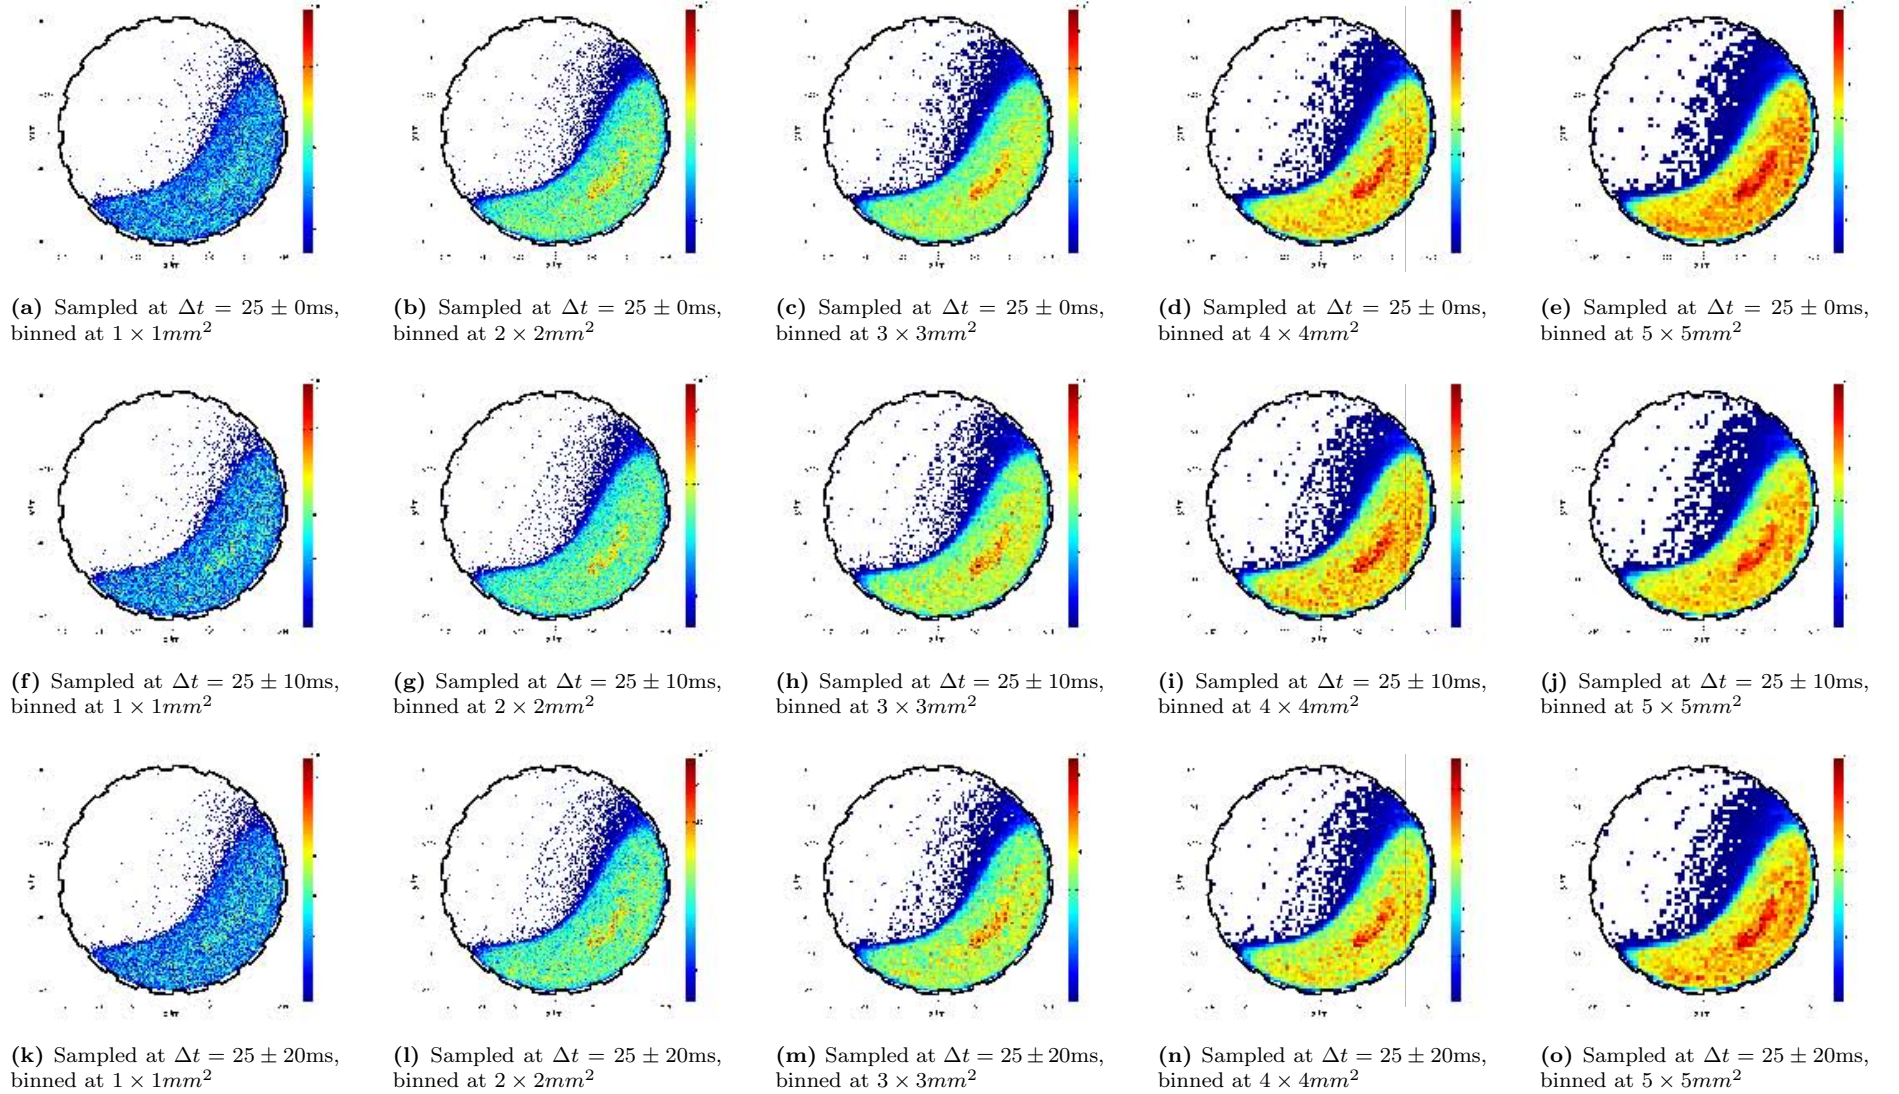 (a) Sampled at Δt = 25 ± 0ms,
binned at 1 × 1mm²
(b) Sampled at Δt = 25 ± 0ms,
binned at 2 × 2mm²
(c) Sampled at Δt = 25 ± 0ms,
binned at 3 × 3mm²
(d) Sampled at Δt = 25 ± 0ms,
binned at 4 × 4mm²
(e) Sampled at Δt = 25 ± 0ms,
binned at 5 × 5mm²
(f) Sampled at Δt = 25 ± 10ms,
binned at 1 × 1mm²
(g) Sampled at Δt = 25 ± 10ms,
binned at 2 × 2mm²
(h) Sampled at Δt = 25 ± 10ms,
binned at 3 × 3mm²
(i) Sampled at Δt = 25 ± 10ms,
binned at 4 × 4mm²
(j) Sampled at Δt = 25 ± 10ms,
binned at 5 × 5mm²
(k) Sampled at Δt = 25 ± 20ms,
binned at 1 × 1mm²
(l) Sampled at Δt = 25 ± 20ms,
binned at 2 × 2mm²
(m) Sampled at Δt = 25 ± 20ms,
binned at 3 × 3mm²
(n) Sampled at Δt = 25 ± 20ms,
binned at 4 × 4mm²
(o) Sampled at Δt = 25 ± 20ms,
binned at 5 × 5mm²